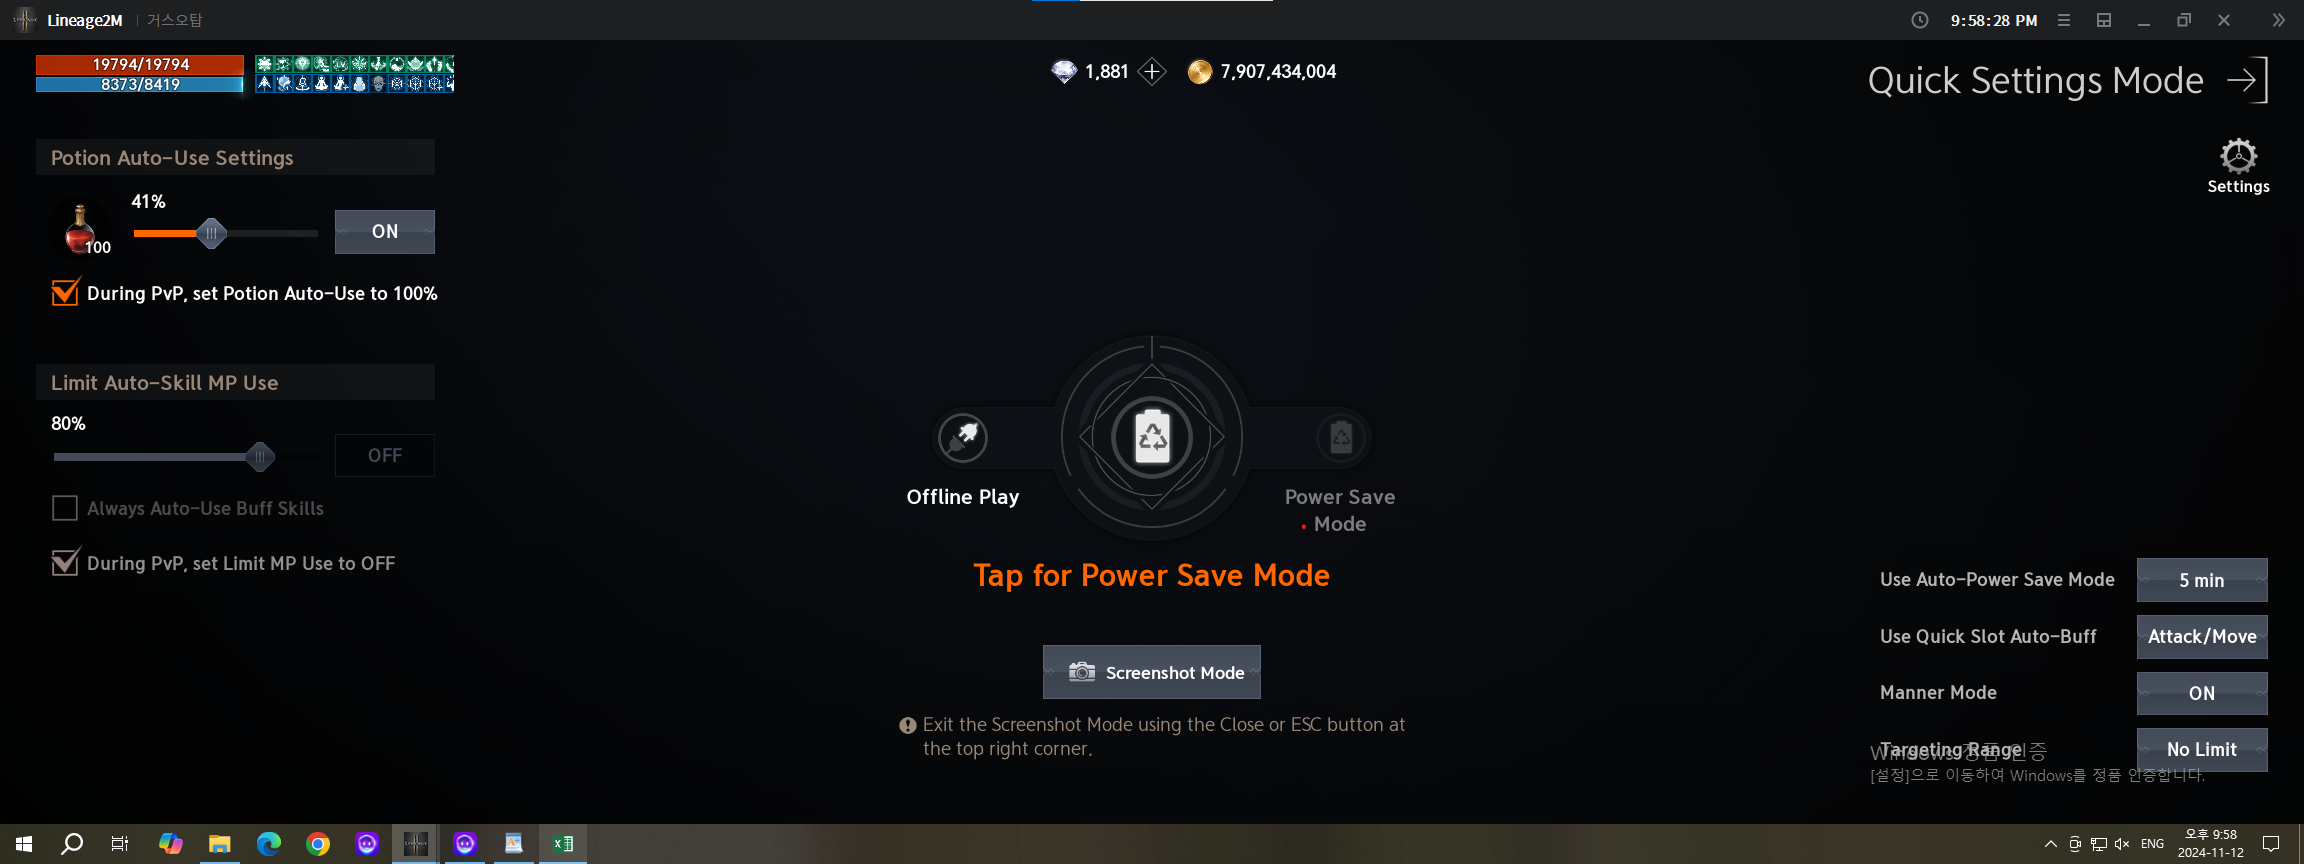 Lineage2M | 거스오탑
9:58:28 PM
19794/19794
8373/8419
1,881
7,907,434,004
Quick Settings Mode
Settings
Potion Auto-Use Settings
41%
100
ON
During PvP, set Potion Auto-Use to 100%
Limit Auto-Skill MP Use
80%
OFF
Always Auto-Use Buff Skills
During PvP, set Limit MP Use to OFF
Offline Play
Power Save
Mode
Tap for Power Save Mode
Screenshot Mode
Exit the Screenshot Mode using the Close or ESC button at
the top right corner.
Use Auto-Power Save Mode
5 min
Use Quick Slot Auto-Buff
Attack/Move
Manner Mode
ON
Targeting Range
No Limit
Windows 정품 인증
[설정]으로 이동하여 Windows를 정품 인증합니다.
ENG
오후 9:58
2024-11-12